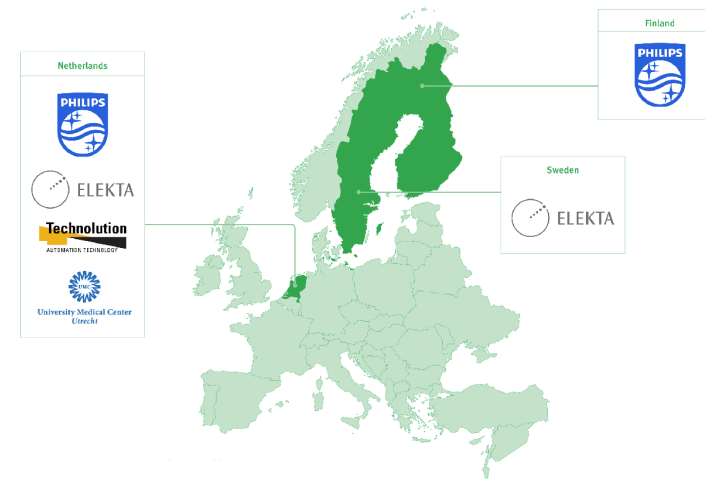 Finland
PHILIPS
Netherlands
PHILIPS
ELEKTA
Technolution
AUTOMATION TECHNOLOGY
UMC
University Medical Center
Utrecht
Sweden
ELEKTA